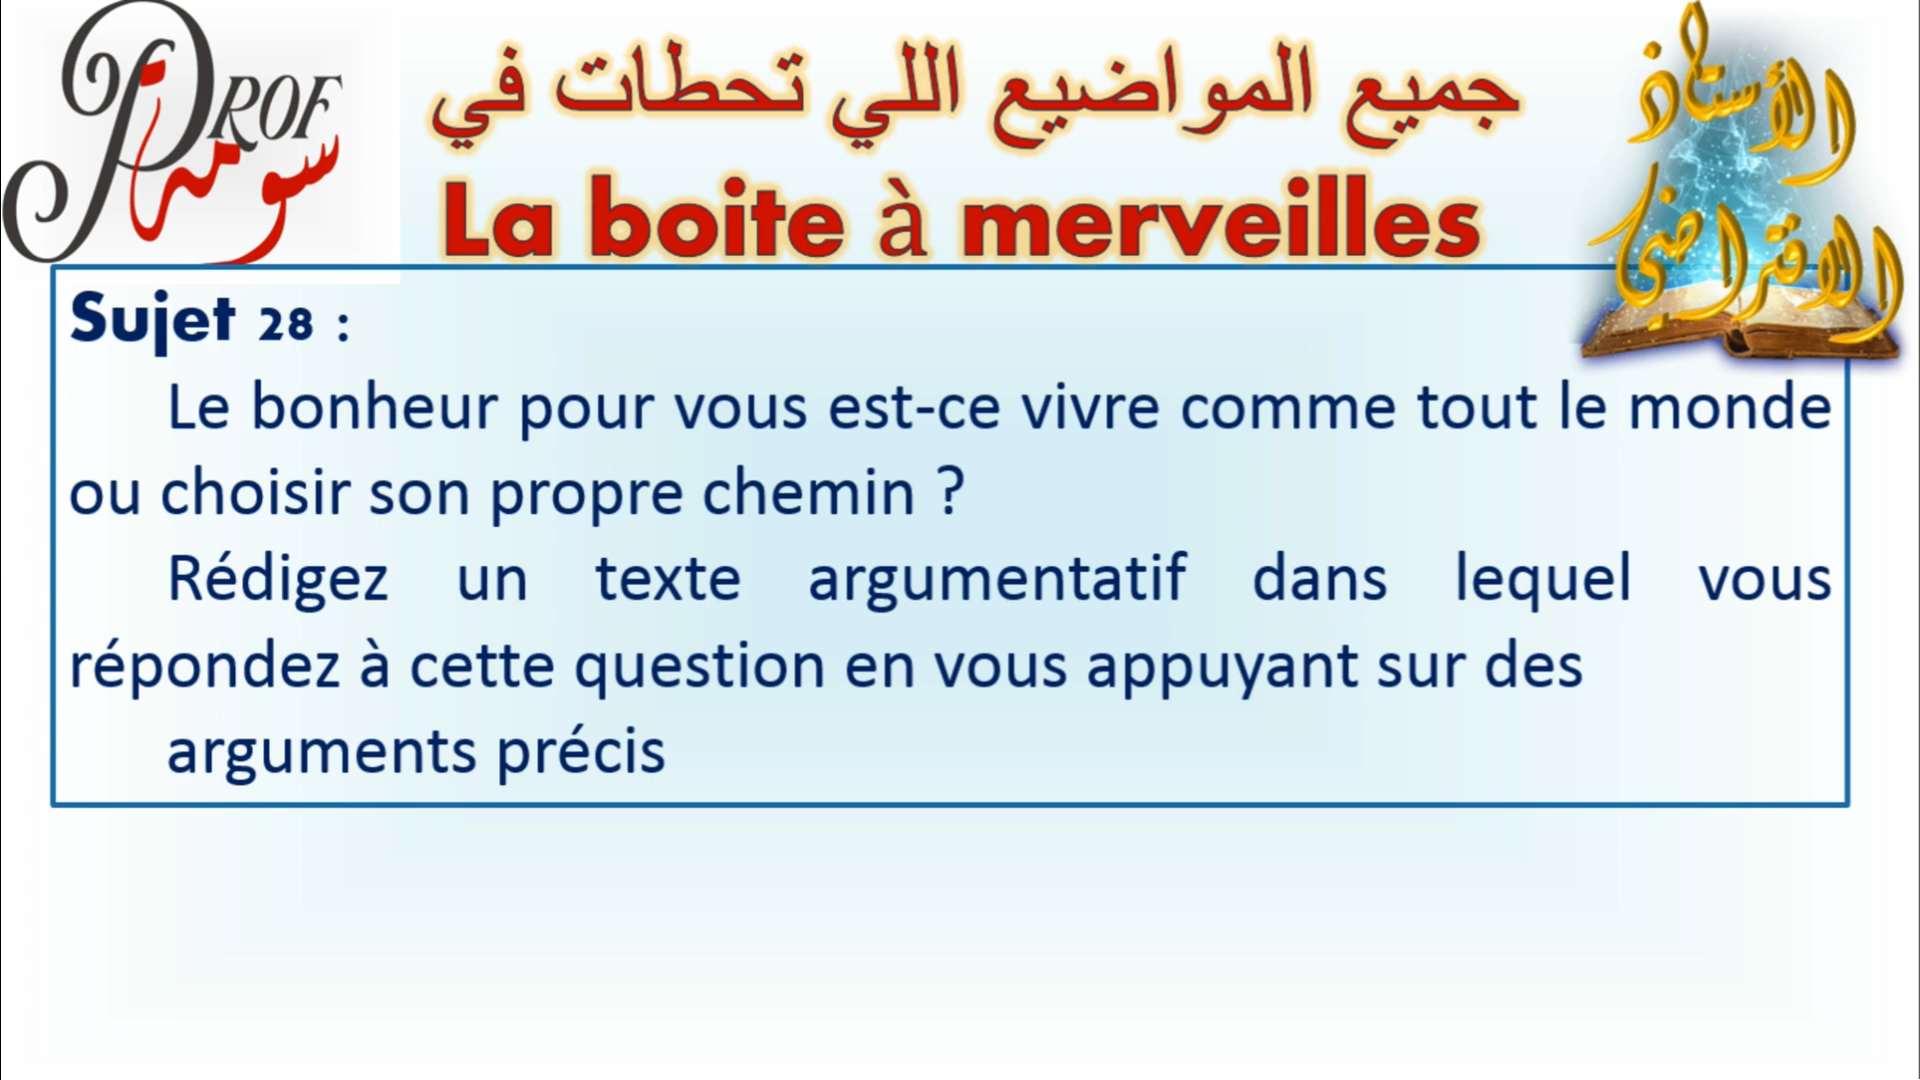 PROF
سومة
جميع المواضيع اللي تحطات في
La boite à merveilles
الأستاذ
الافتراضي
Sujet 28 :
Le bonheur pour vous est-ce vivre comme tout le monde
ou choisir son propre chemin ?
Rédigez un texte argumentatif dans lequel vous
répondez à cette question en vous appuyant sur des
arguments précis